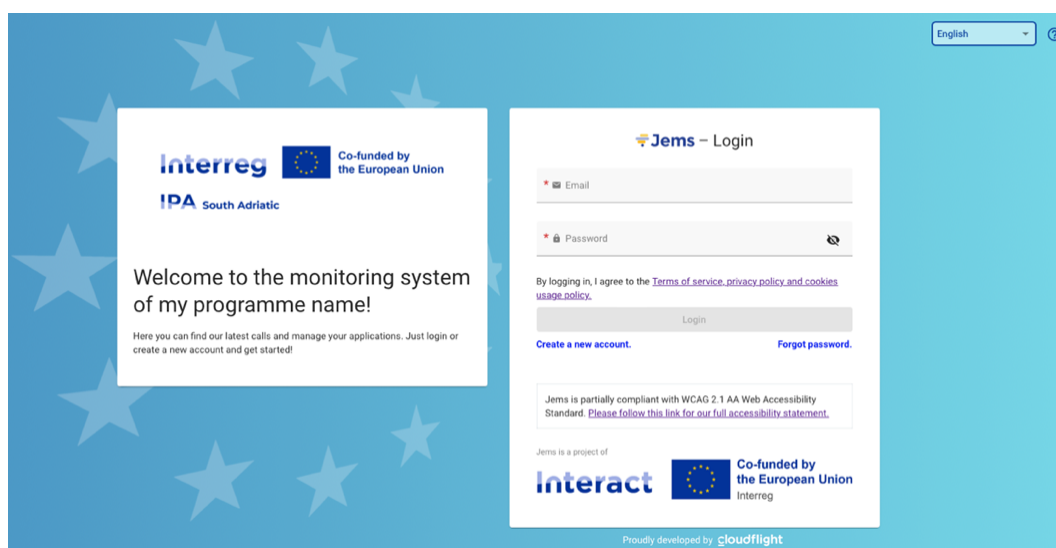 English
Interreg
Co-funded by
the European Union
IPA South Adriatic
Welcome to the monitoring system
of my programme name!
Here you can find our latest calls and manage your applications. Just login or
create a new account and get started!
Jems – Login
* Email
* Password
By logging in, I agree to the Terms of service, privacy policy and cookies
usage policy.
Login
Create a new account.
Forgot password.
Jems is partially compliant with WCAG 2.1 AA Web Accessibility
Standard. Please follow this link for our full accessibility statement.
Jems is a project of
Interact
Co-funded by
the European Union
Interreg
Proudly developed by cloudflight